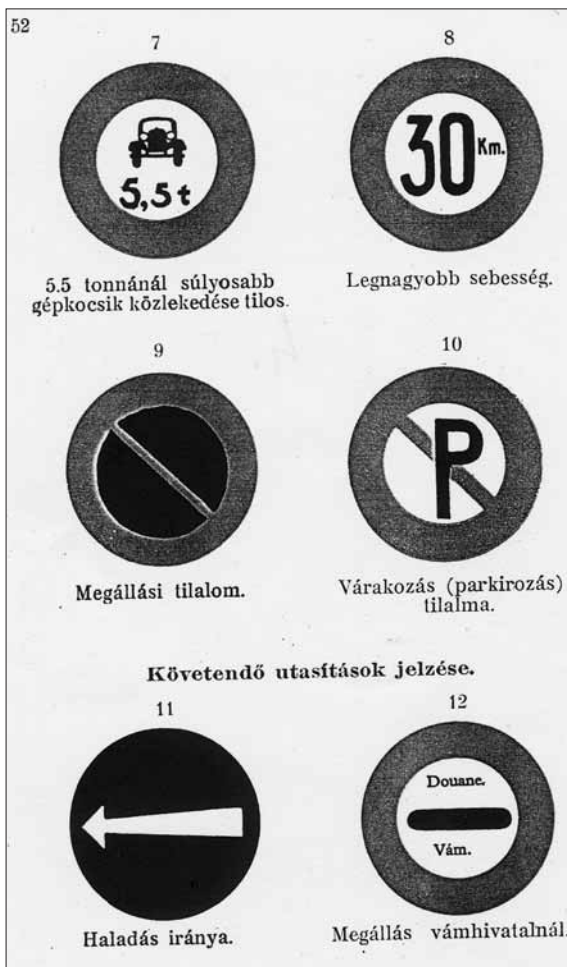 52
7
8
5,5 t
30 Km.
5.5 tonnánál súlyosabb
gépkocsik közlekedése tilos.
Legnagyobb sebesség.
9
10
P
Megállási tilalom.
Várakozás (parkirozás)
tilalma.
Követendő utasítások jelzése.
11
12
Douane.
Vám.
Haladás iránya.
Megállás vámhivatalnál.